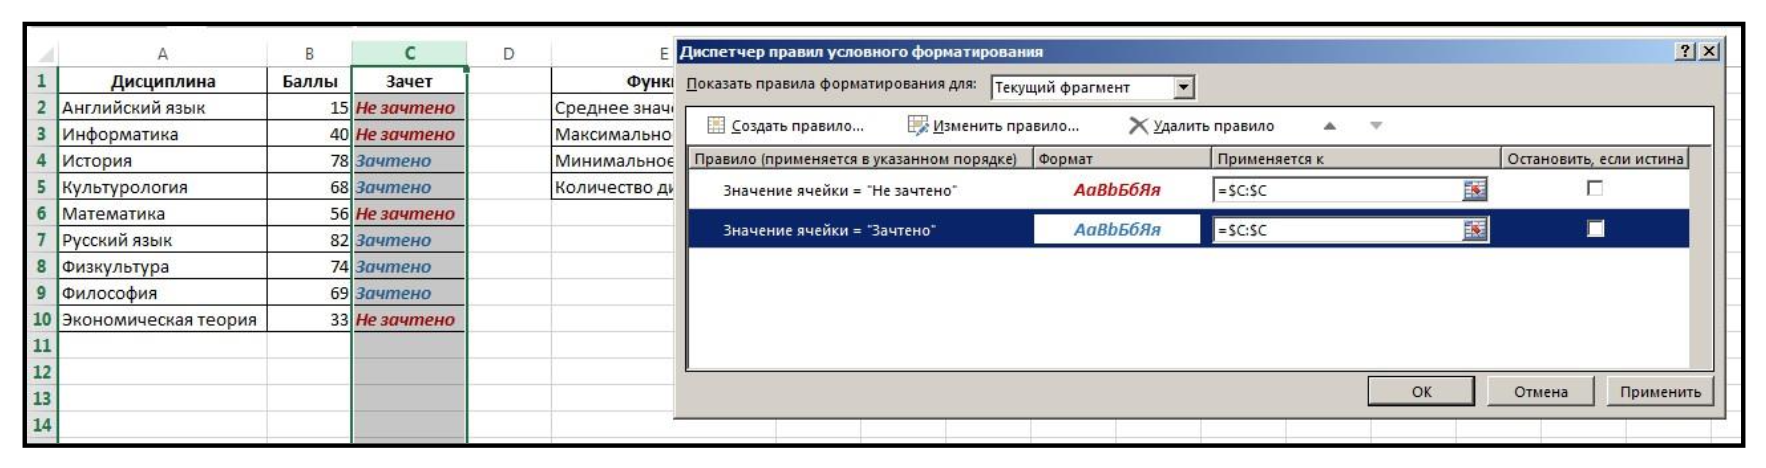 A B C D E
1 Дисциплина Баллы Зачет Функ
2 Английский язык 15 Не зачтено Среднее знач
3 Информатика 40 Не зачтено Максимально
4 История 78 Зачтено Минимальное
5 Культурология 68 Зачтено Количество ди
6 Математика 56 Не зачтено
7 Русский язык 82 Зачтено
8 Физкультура 74 Зачтено
9 Философия 69 Зачтено
10 Экономическая теория 33 Не зачтено
11
12
13
14
Диспетчер правил условного форматирования
Показать правила форматирования для: Текущий фрагмент
Создать правило... Изменить правило... Удалить правило
Правило (применяется в указанном порядке) Формат Применяется к Остановить, если истина
Значение ячейки = "Не зачтено" АаВbБбЯя =$C:$C
Значение ячейки = "Зачтено" АаВbБбЯя =$C:$C
ОК Отмена Применить